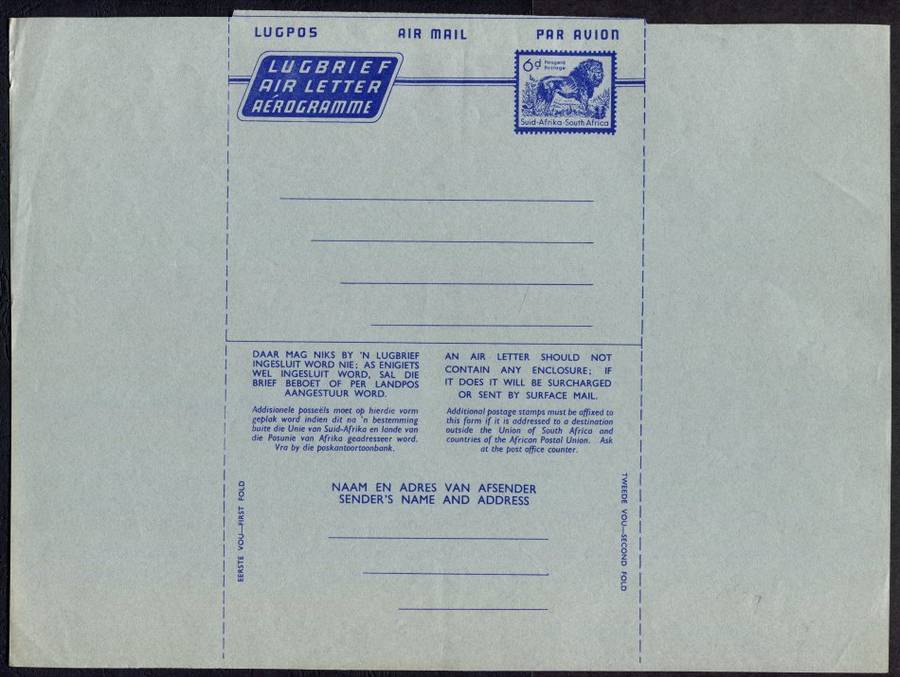 LUGPOS AIR MAIL PAR AVION
LUGBRIEF
AIR LETTER
AÉROGRAMME
6d Posgeld
Postage
Suid-Afrika·South Africa
DAAR MAG NIKS BY 'N LUGBRIEF
INGESLUIT WORD NIE; AS ENIGIETS
WEL INGESLUIT WORD, SAL DIE
BRIEF BEBOET OF PER LANDPOS
AANGESTUUR WORD.
Addisionele posseëls moet op hierdie vorm
geplak word indien dit na 'n bestemming
buite die Unie van Suid-Afrika en lande van
die Posunie van Afrika geadresseer word.
Vra by die poskantoortoonbank.
AN AIR LETTER SHOULD NOT
CONTAIN ANY ENCLOSURE; IF
IT DOES IT WILL BE SURCHARGED
OR SENT BY SURFACE MAIL.
Additional postage stamps must be affixed to
this form if it is addressed to a destination
outside the Union of South Africa and
countries of the African Postal Union. Ask
at the post office counter.
EERSTE VOU—FIRST FOLD
NAAM EN ADRES VAN AFSENDER
SENDER'S NAME AND ADDRESS
TWEEDE VOU—SECOND FOLD